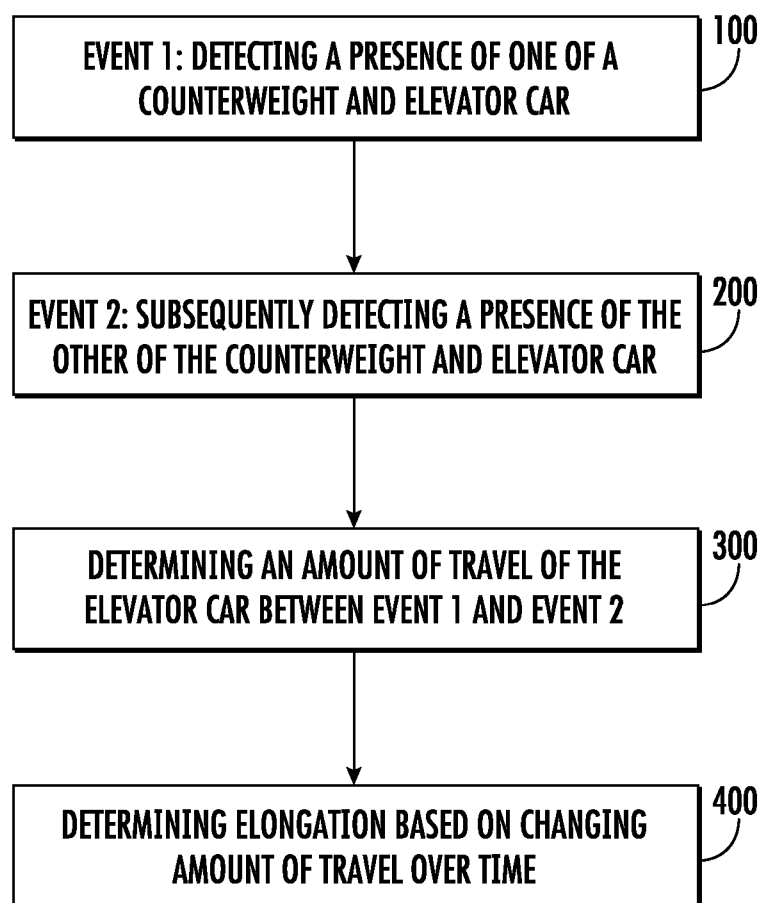 EVENT 1: DETECTING A PRESENCE OF ONE OF A
COUNTERWEIGHT AND ELEVATOR CAR
100
EVENT 2: SUBSEQUENTLY DETECTING A PRESENCE OF THE
OTHER OF THE COUNTERWEIGHT AND ELEVATOR CAR
200
DETERMINING AN AMOUNT OF TRAVEL OF THE
ELEVATOR CAR BETWEEN EVENT 1 AND EVENT 2
300
DETERMINING ELONGATION BASED ON CHANGING
AMOUNT OF TRAVEL OVER TIME
400